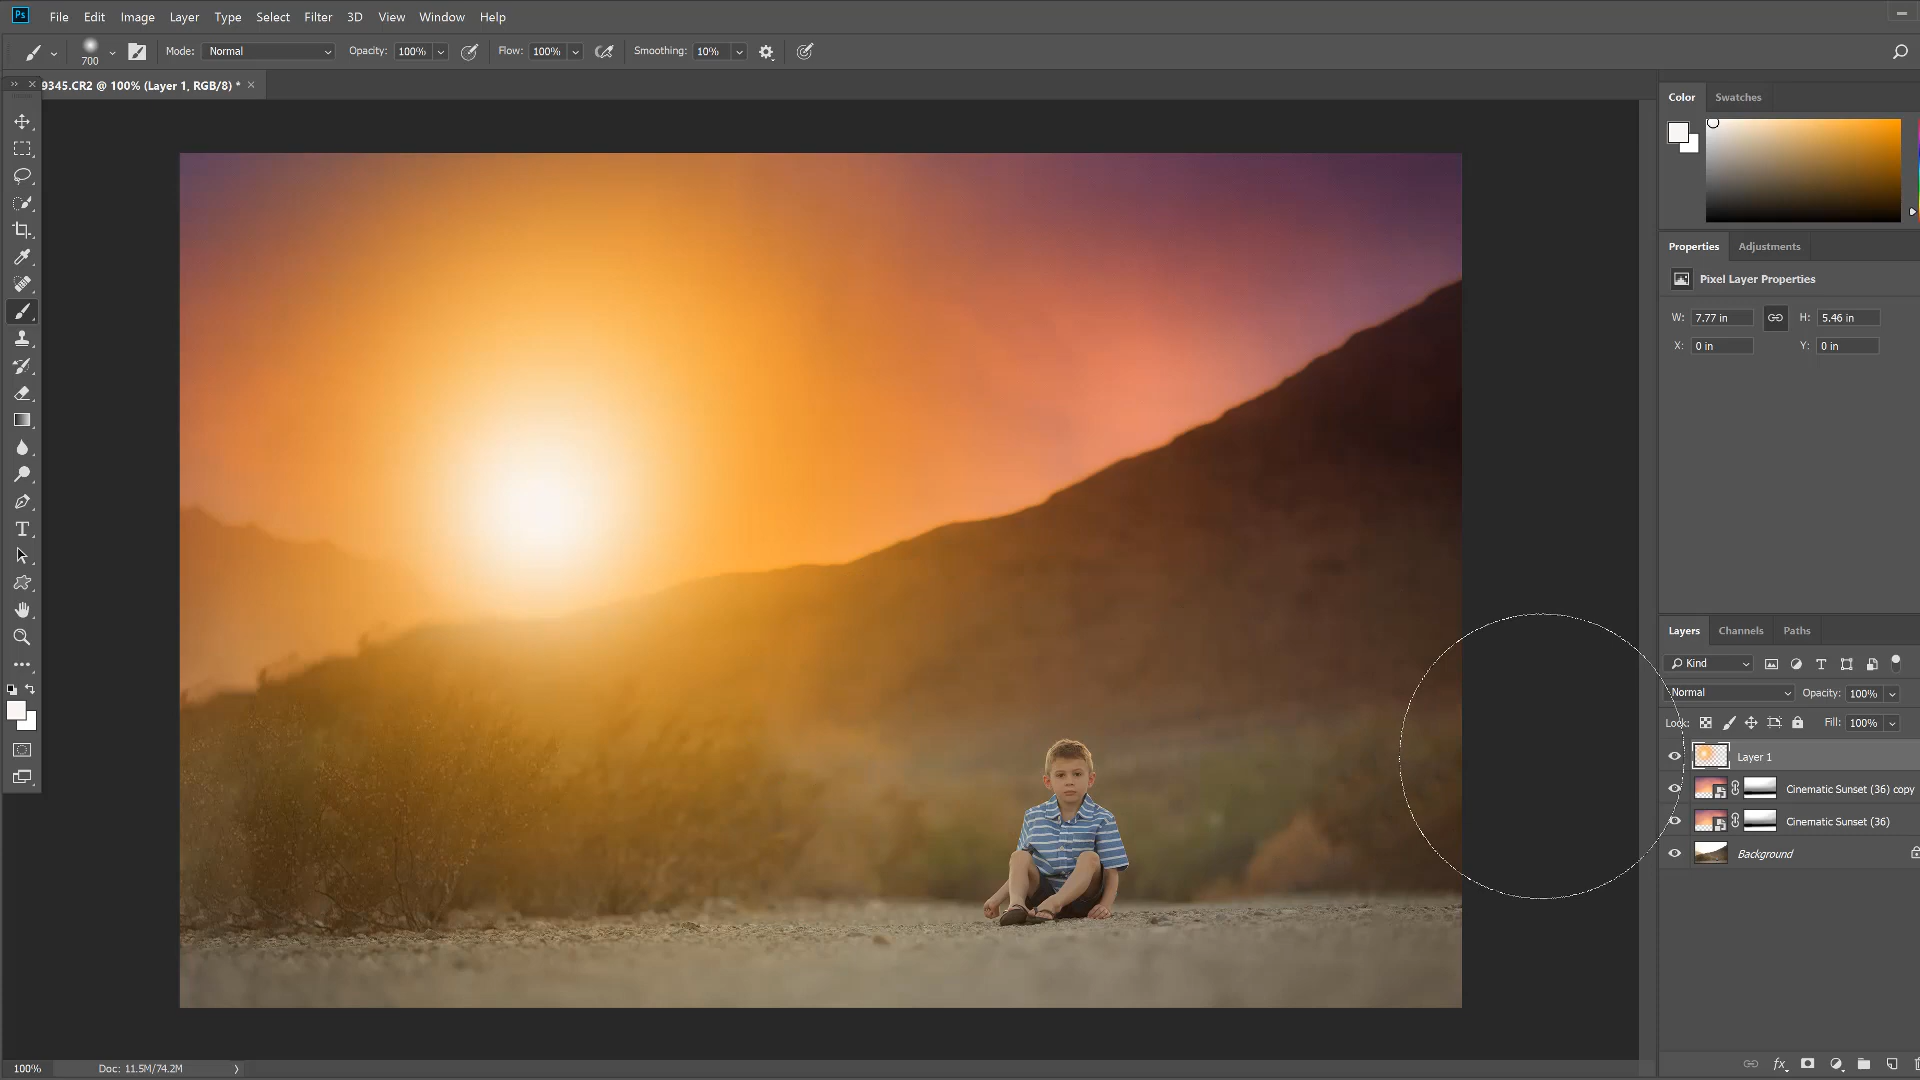 Ps File Edit Image Layer Type Select Filter 3D View Window Help
700 Mode: Normal Opacity: 100% Flow: 100% Smoothing: 10%
9345.CR2 @ 100% (Layer 1, RGB/8) * ×
Color Swatches
Properties Adjustments
Pixel Layer Properties
W: 7.77 in H: 5.46 in
X: 0 in Y: 0 in
Layers Channels Paths
Kind
Normal Opacity: 100%
Lock: Fill: 100%
Layer 1
Cinematic Sunset (36) copy
Cinematic Sunset (36)
Background
100% Doc: 11.5M/74.2M
fx